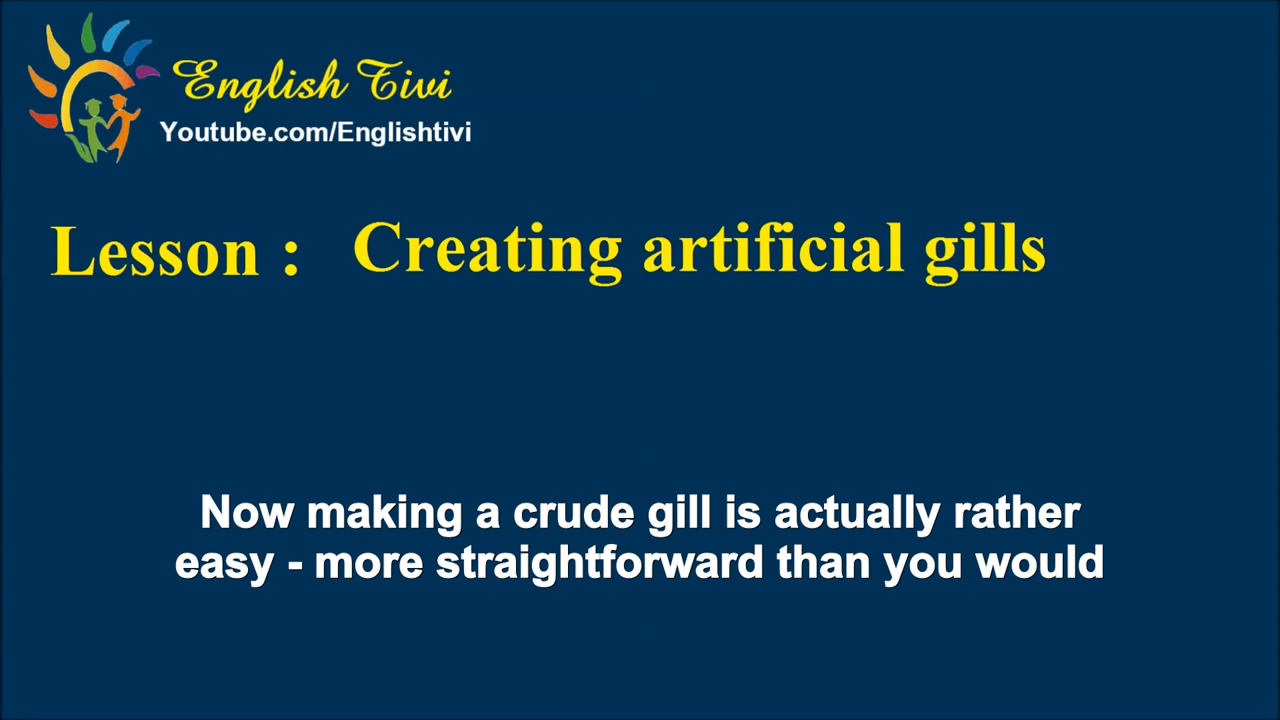 English Tivi
Youtube.com/Englishtivi
Lesson : Creating artificial gills
Now making a crude gill is actually rather
easy - more straightforward than you would